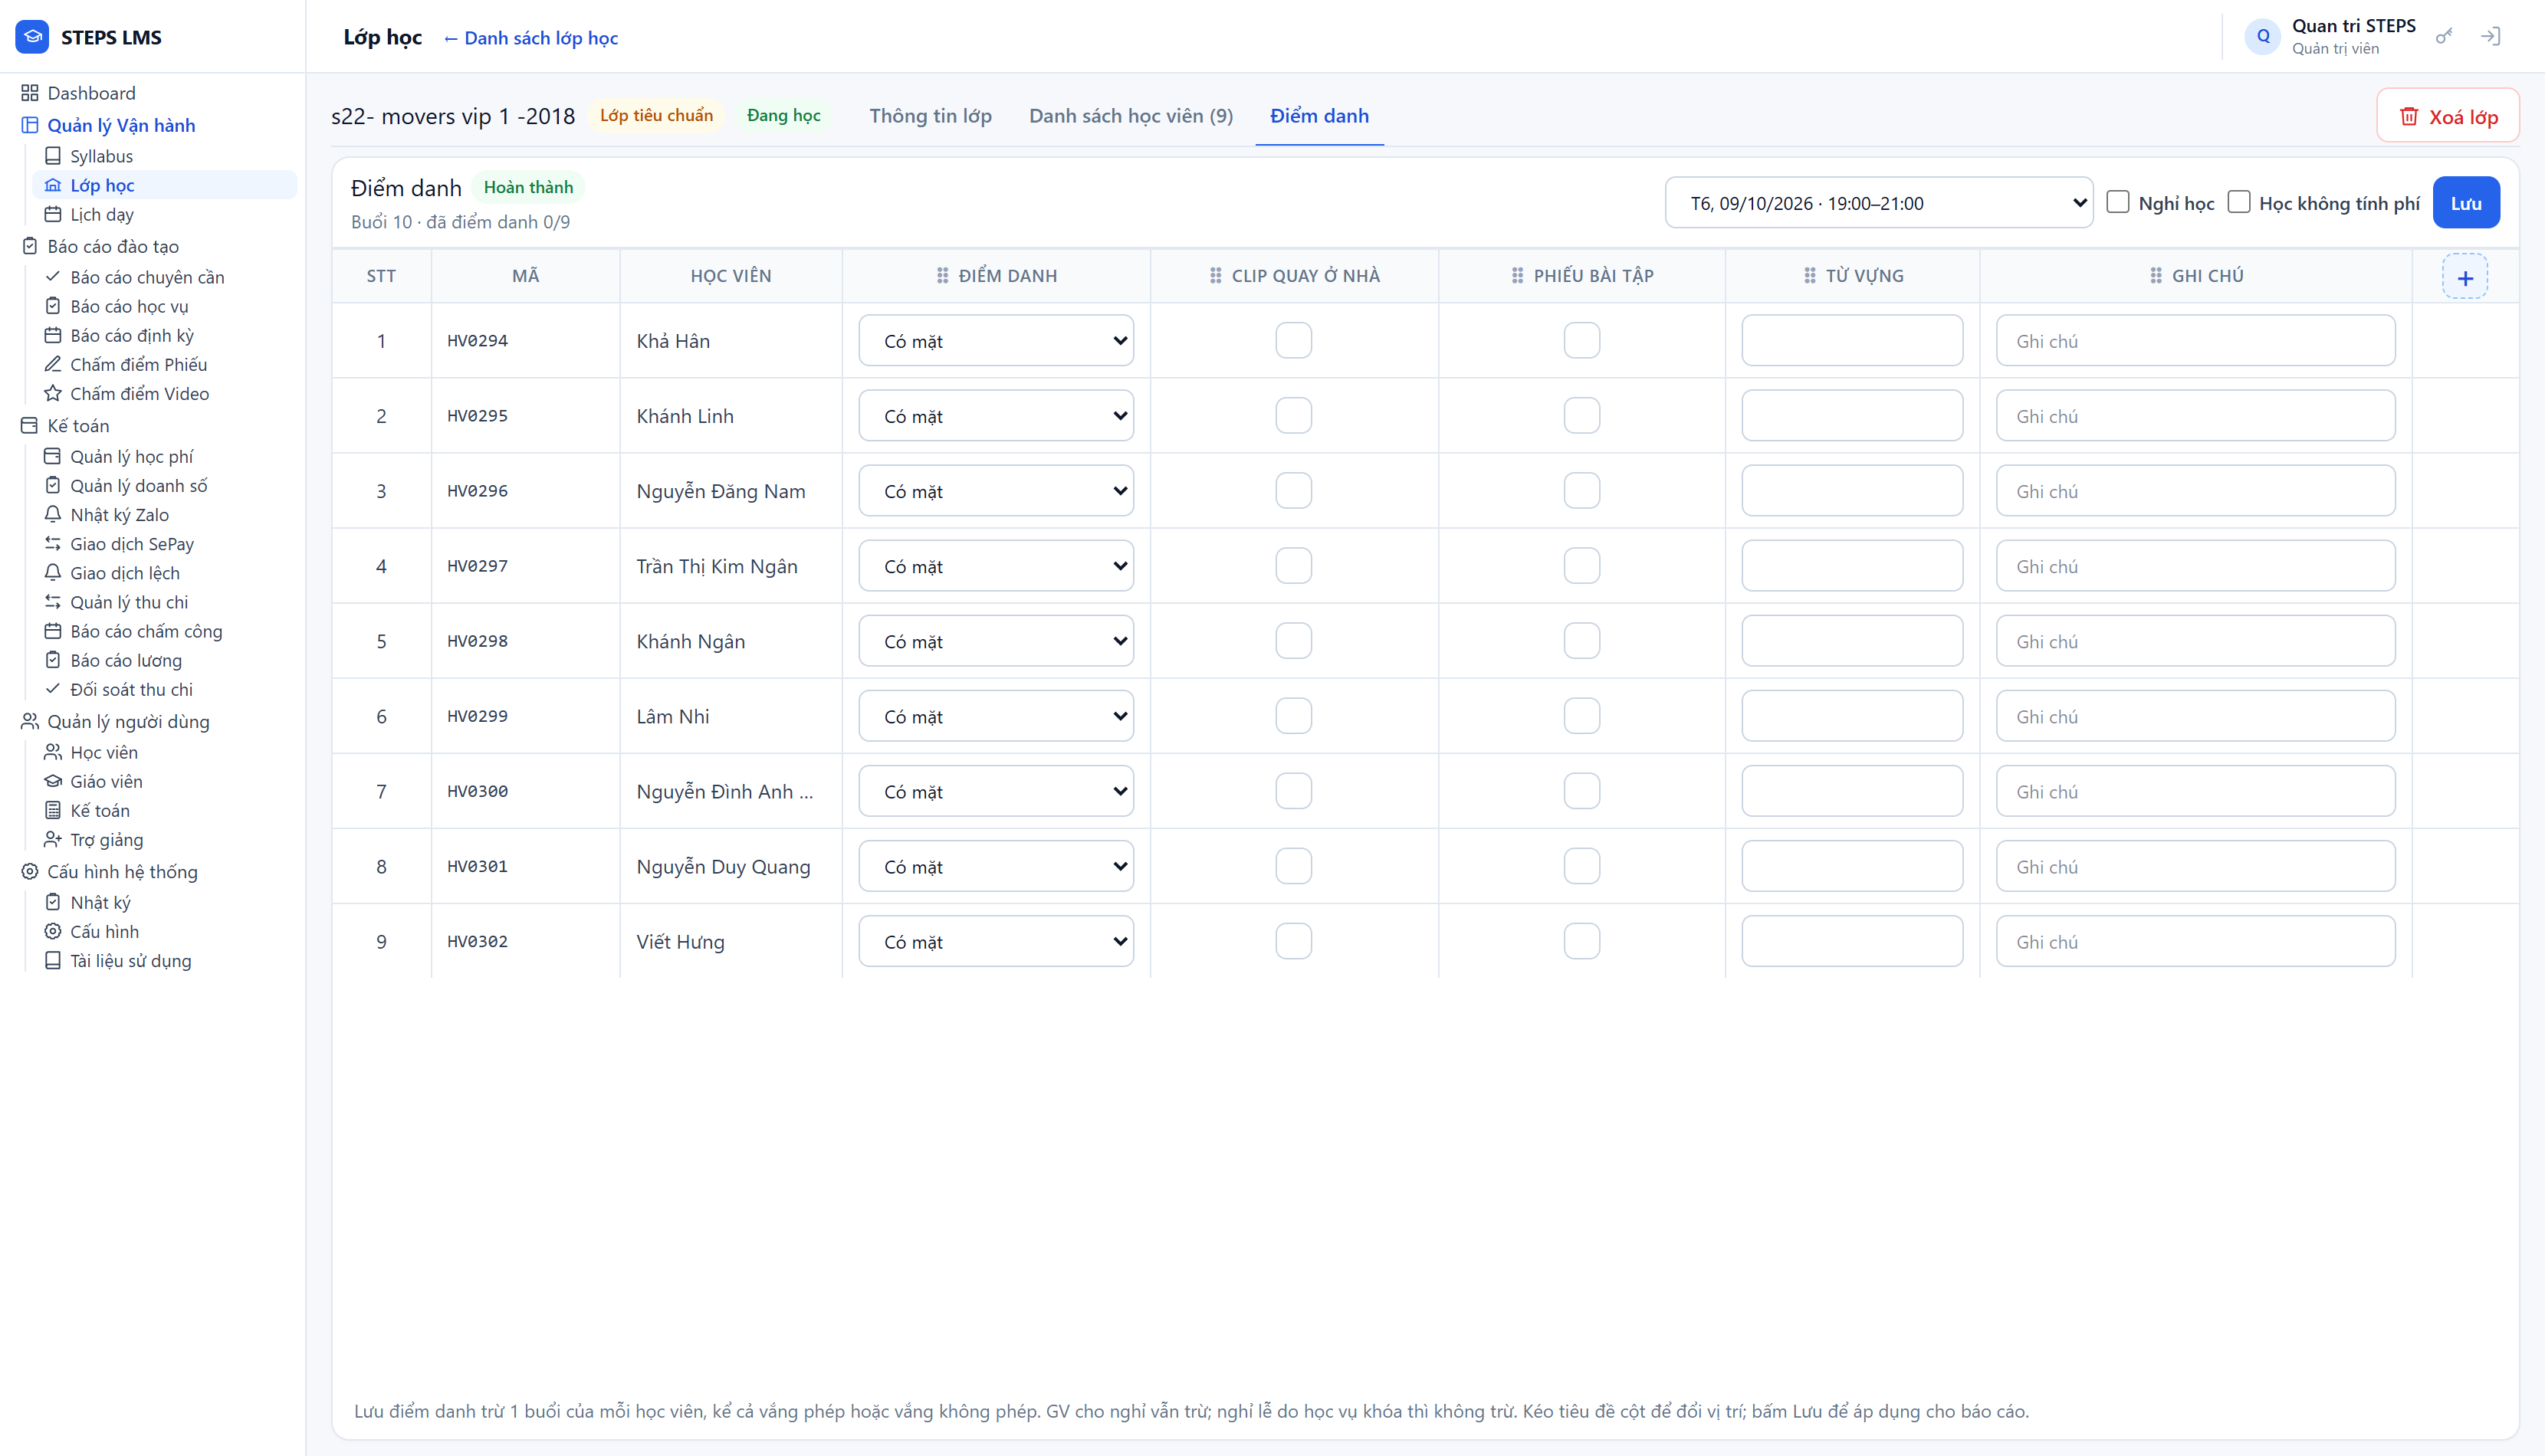 STEPS LMS
Lớp học ← Danh sách lớp học
Q Quan tri STEPS
Quản trị viên
Dashboard
Quản lý Vận hành
Syllabus
Lớp học
Lịch dạy
Báo cáo đào tạo
Báo cáo chuyên cần
Báo cáo học vụ
Báo cáo định kỳ
Chấm điểm Phiếu
Chấm điểm Video
Kế toán
Quản lý học phí
Quản lý doanh số
Nhật ký Zalo
Giao dịch SePay
Giao dịch lệch
Quản lý thu chi
Báo cáo chấm công
Báo cáo lương
Đối soát thu chi
Quản lý người dùng
Học viên
Giáo viên
Kế toán
Trợ giảng
Cấu hình hệ thống
Nhật ký
Cấu hình
Tài liệu sử dụng
s22- movers vip 1 -2018 Lớp tiêu chuẩn Đang học Thông tin lớp Danh sách học viên (9) Điểm danh Xoá lớp
Điểm danh Hoàn thành
Buổi 10 · đã điểm danh 0/9
T6, 09/10/2026 · 19:00–21:00 Nghỉ học Học không tính phí Lưu
STT MÃ HỌC VIÊN ĐIỂM DANH CLIP QUAY Ở NHÀ PHIẾU BÀI TẬP TỪ VỰNG GHI CHÚ +
1 HV0294 Khả Hân Có mặt Ghi chú
2 HV0295 Khánh Linh Có mặt Ghi chú
3 HV0296 Nguyễn Đăng Nam Có mặt Ghi chú
4 HV0297 Trần Thị Kim Ngân Có mặt Ghi chú
5 HV0298 Khánh Ngân Có mặt Ghi chú
6 HV0299 Lâm Nhi Có mặt Ghi chú
7 HV0300 Nguyễn Đình Anh ... Có mặt Ghi chú
8 HV0301 Nguyễn Duy Quang Có mặt Ghi chú
9 HV0302 Viết Hưng Có mặt Ghi chú
Lưu điểm danh trừ 1 buổi của mỗi học viên, kể cả vắng phép hoặc vắng không phép. GV cho nghỉ vẫn trừ; nghỉ lễ do học vụ khóa thì không trừ. Kéo tiêu đề cột để đổi vị trí; bấm Lưu để áp dụng cho báo cáo.